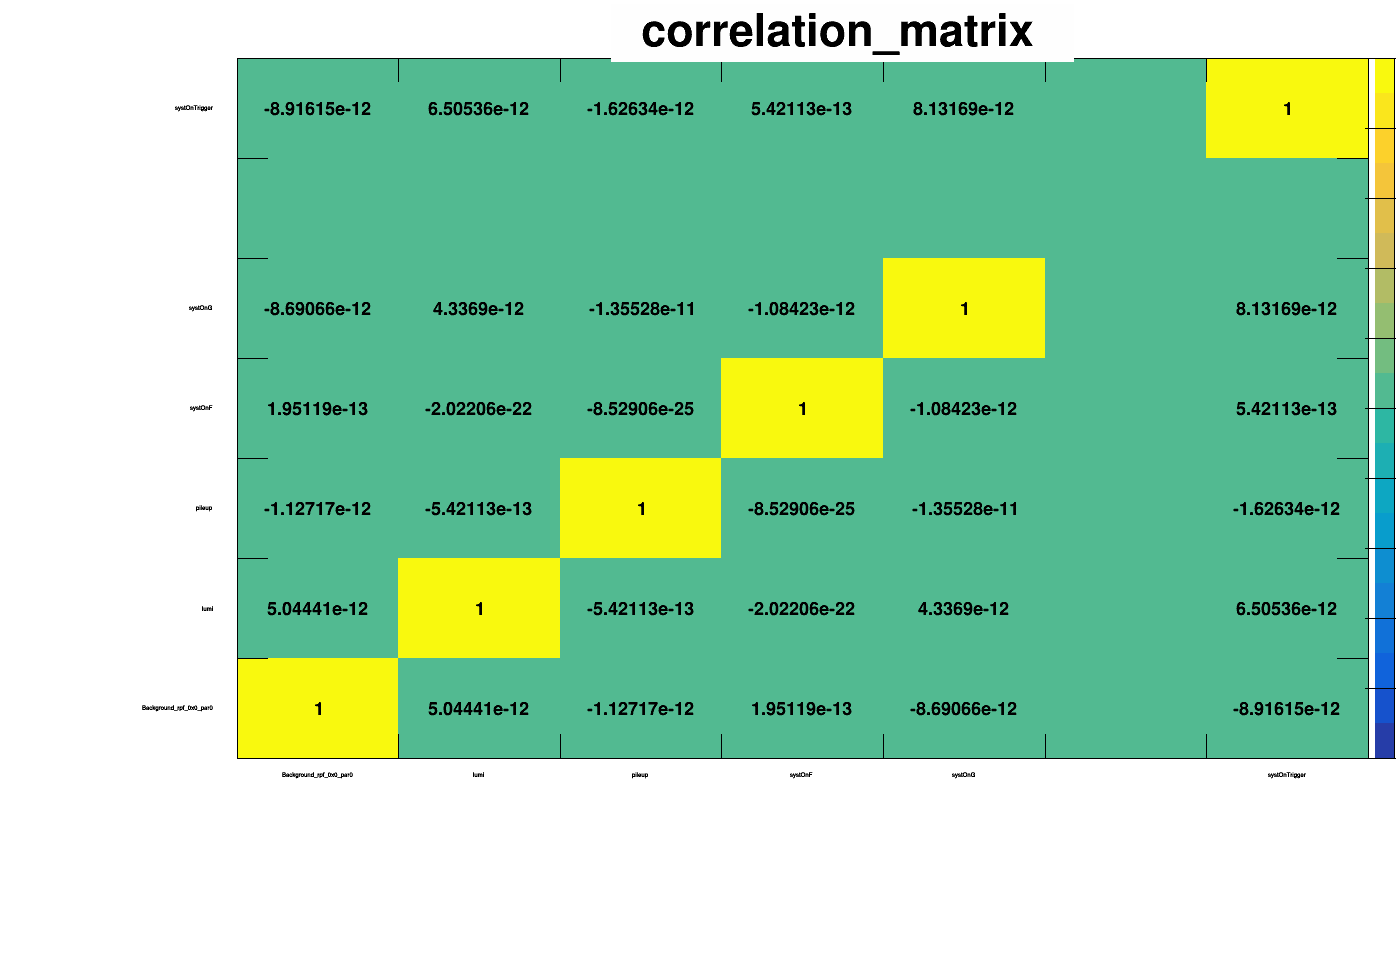 correlation_matrix
systOnTrigger -8.91615e-12 6.50536e-12 -1.62634e-12 5.42113e-13 8.13169e-12 1
systOnG -8.69066e-12 4.3369e-12 -1.35528e-11 -1.08423e-12 1 8.13169e-12
systOnF 1.95119e-13 -2.02206e-22 -8.52906e-25 1 -1.08423e-12 5.42113e-13
pileup -1.12717e-12 -5.42113e-13 1 -8.52906e-25 -1.35528e-11 -1.62634e-12
lumi 5.04441e-12 1 -5.42113e-13 -2.02206e-22 4.3369e-12 6.50536e-12
Background_rpf_0x0_par0 1 5.04441e-12 -1.12717e-12 1.95119e-13 -8.69066e-12 -8.91615e-12
Background_rpf_0x0_par0 lumi pileup systOnF systOnG systOnTrigger